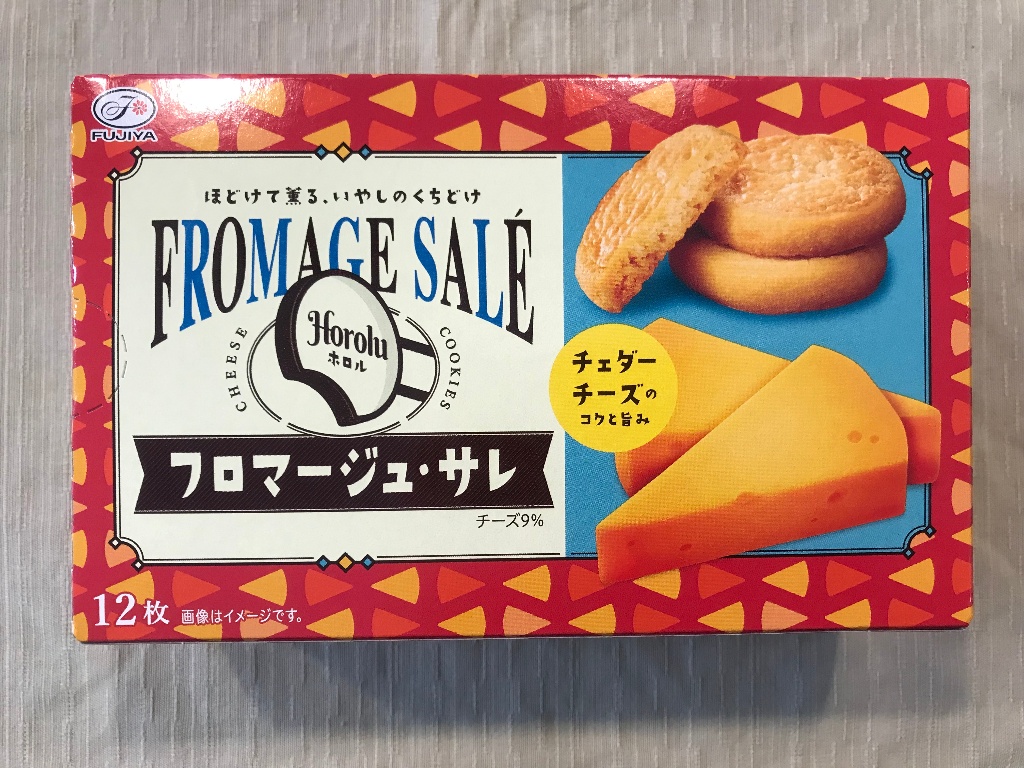 FUJIYA
ほどけて薫る、いやしのくちどけ
FROMAGE SALÉ
CHEESE
Horolu
ホロル
COOKIES
フロマージュ・サレ
チーズ9%
チェダー
チーズの
コクと旨み
12枚 画像はイメージです。